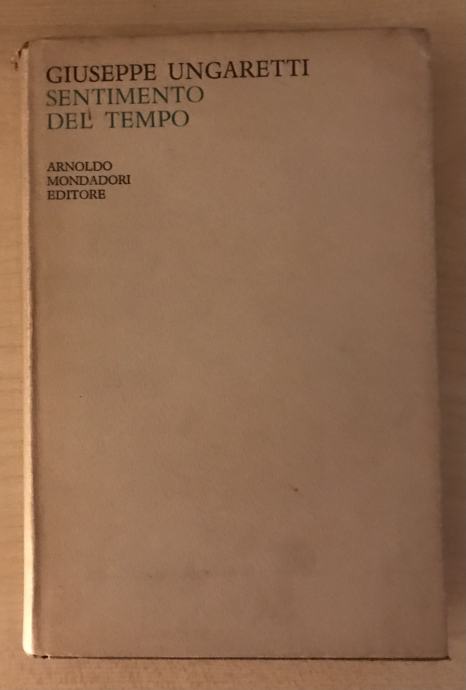 GIUSEPPE UNGARETTI
SENTIMENTO
DEL TEMPO
ARNOLDO
MONDADORI
EDITORE